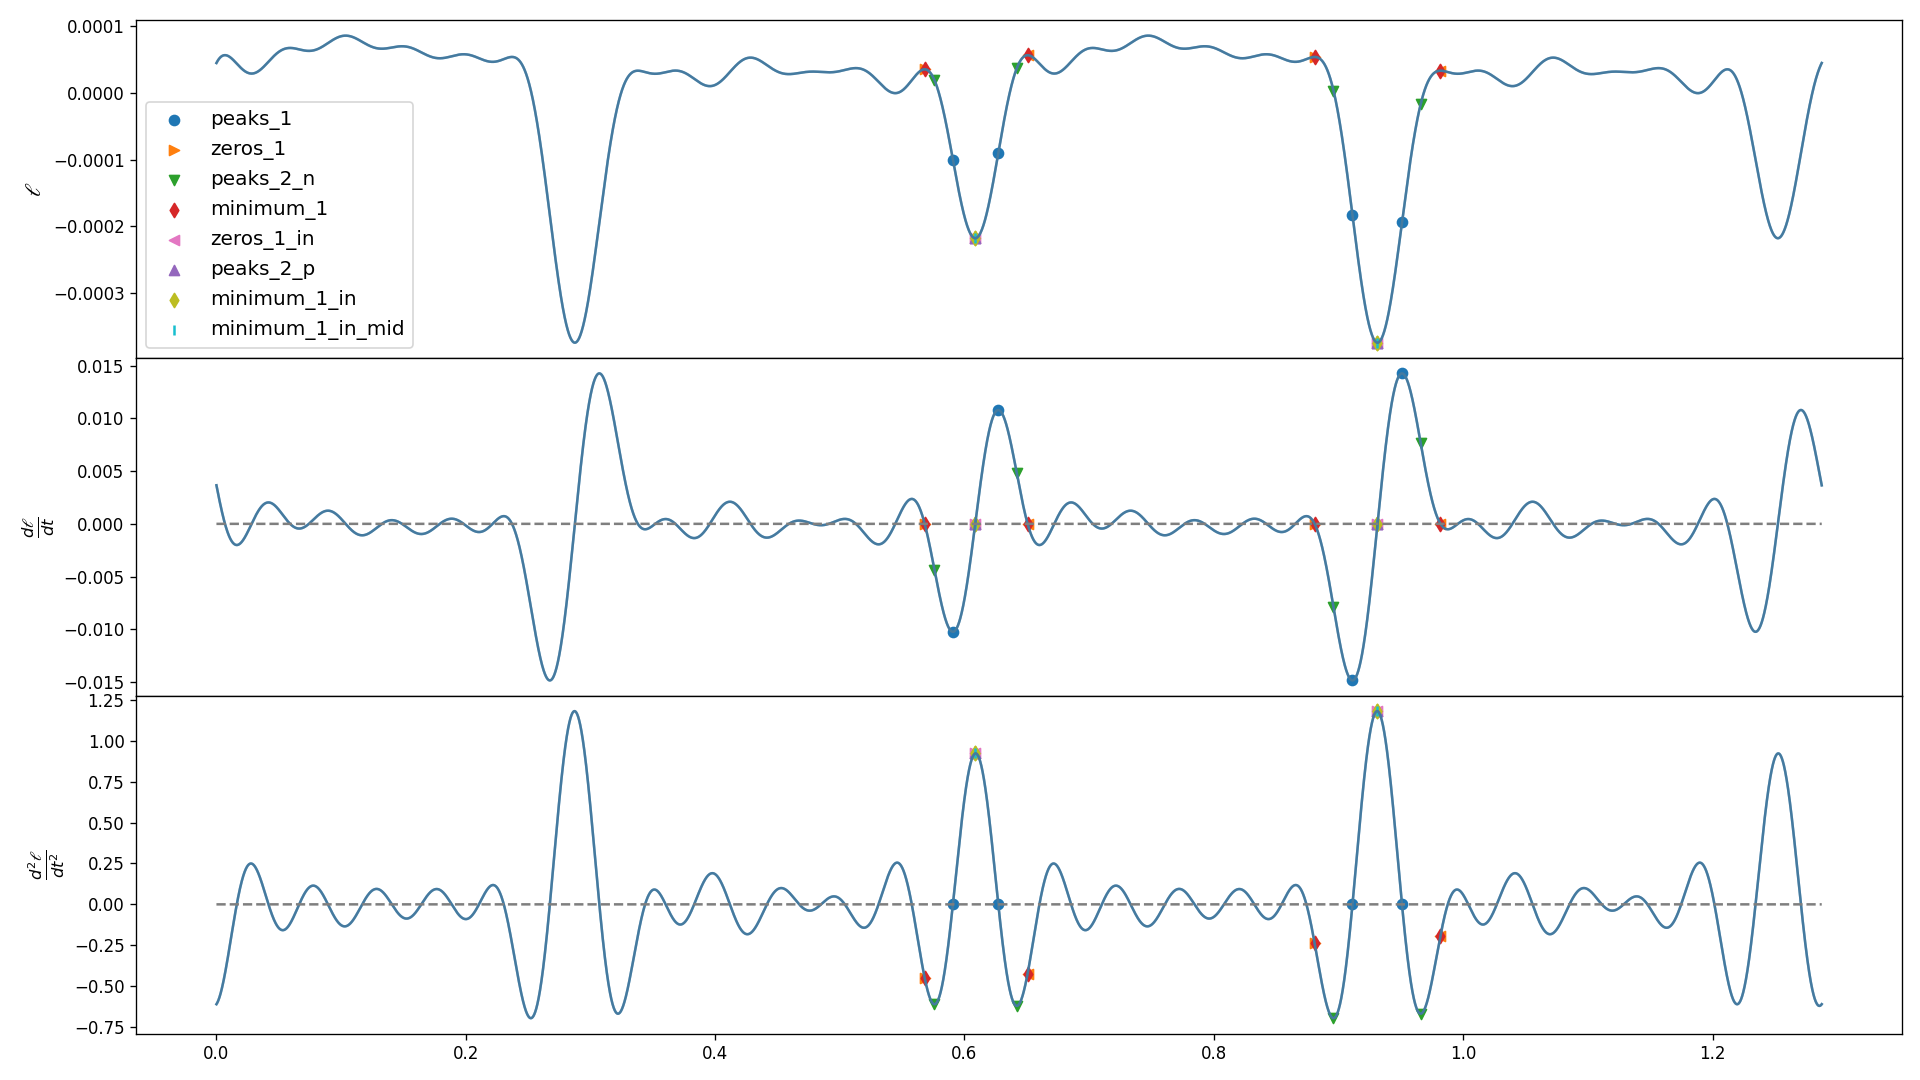 0.0001
0.0000
−0.0001
−0.0002
−0.0003
ℓ
peaks_1
zeros_1
peaks_2_n
minimum_1
zeros_1_in
peaks_2_p
minimum_1_in
minimum_1_in_mid
0.015
0.010
0.005
0.000
−0.005
−0.010
−0.015
dℓ
dt
1.25
1.00
0.75
0.50
0.25
0.00
−0.25
−0.50
−0.75
d²ℓ
dt²
0.0 0.2 0.4 0.6 0.8 1.0 1.2